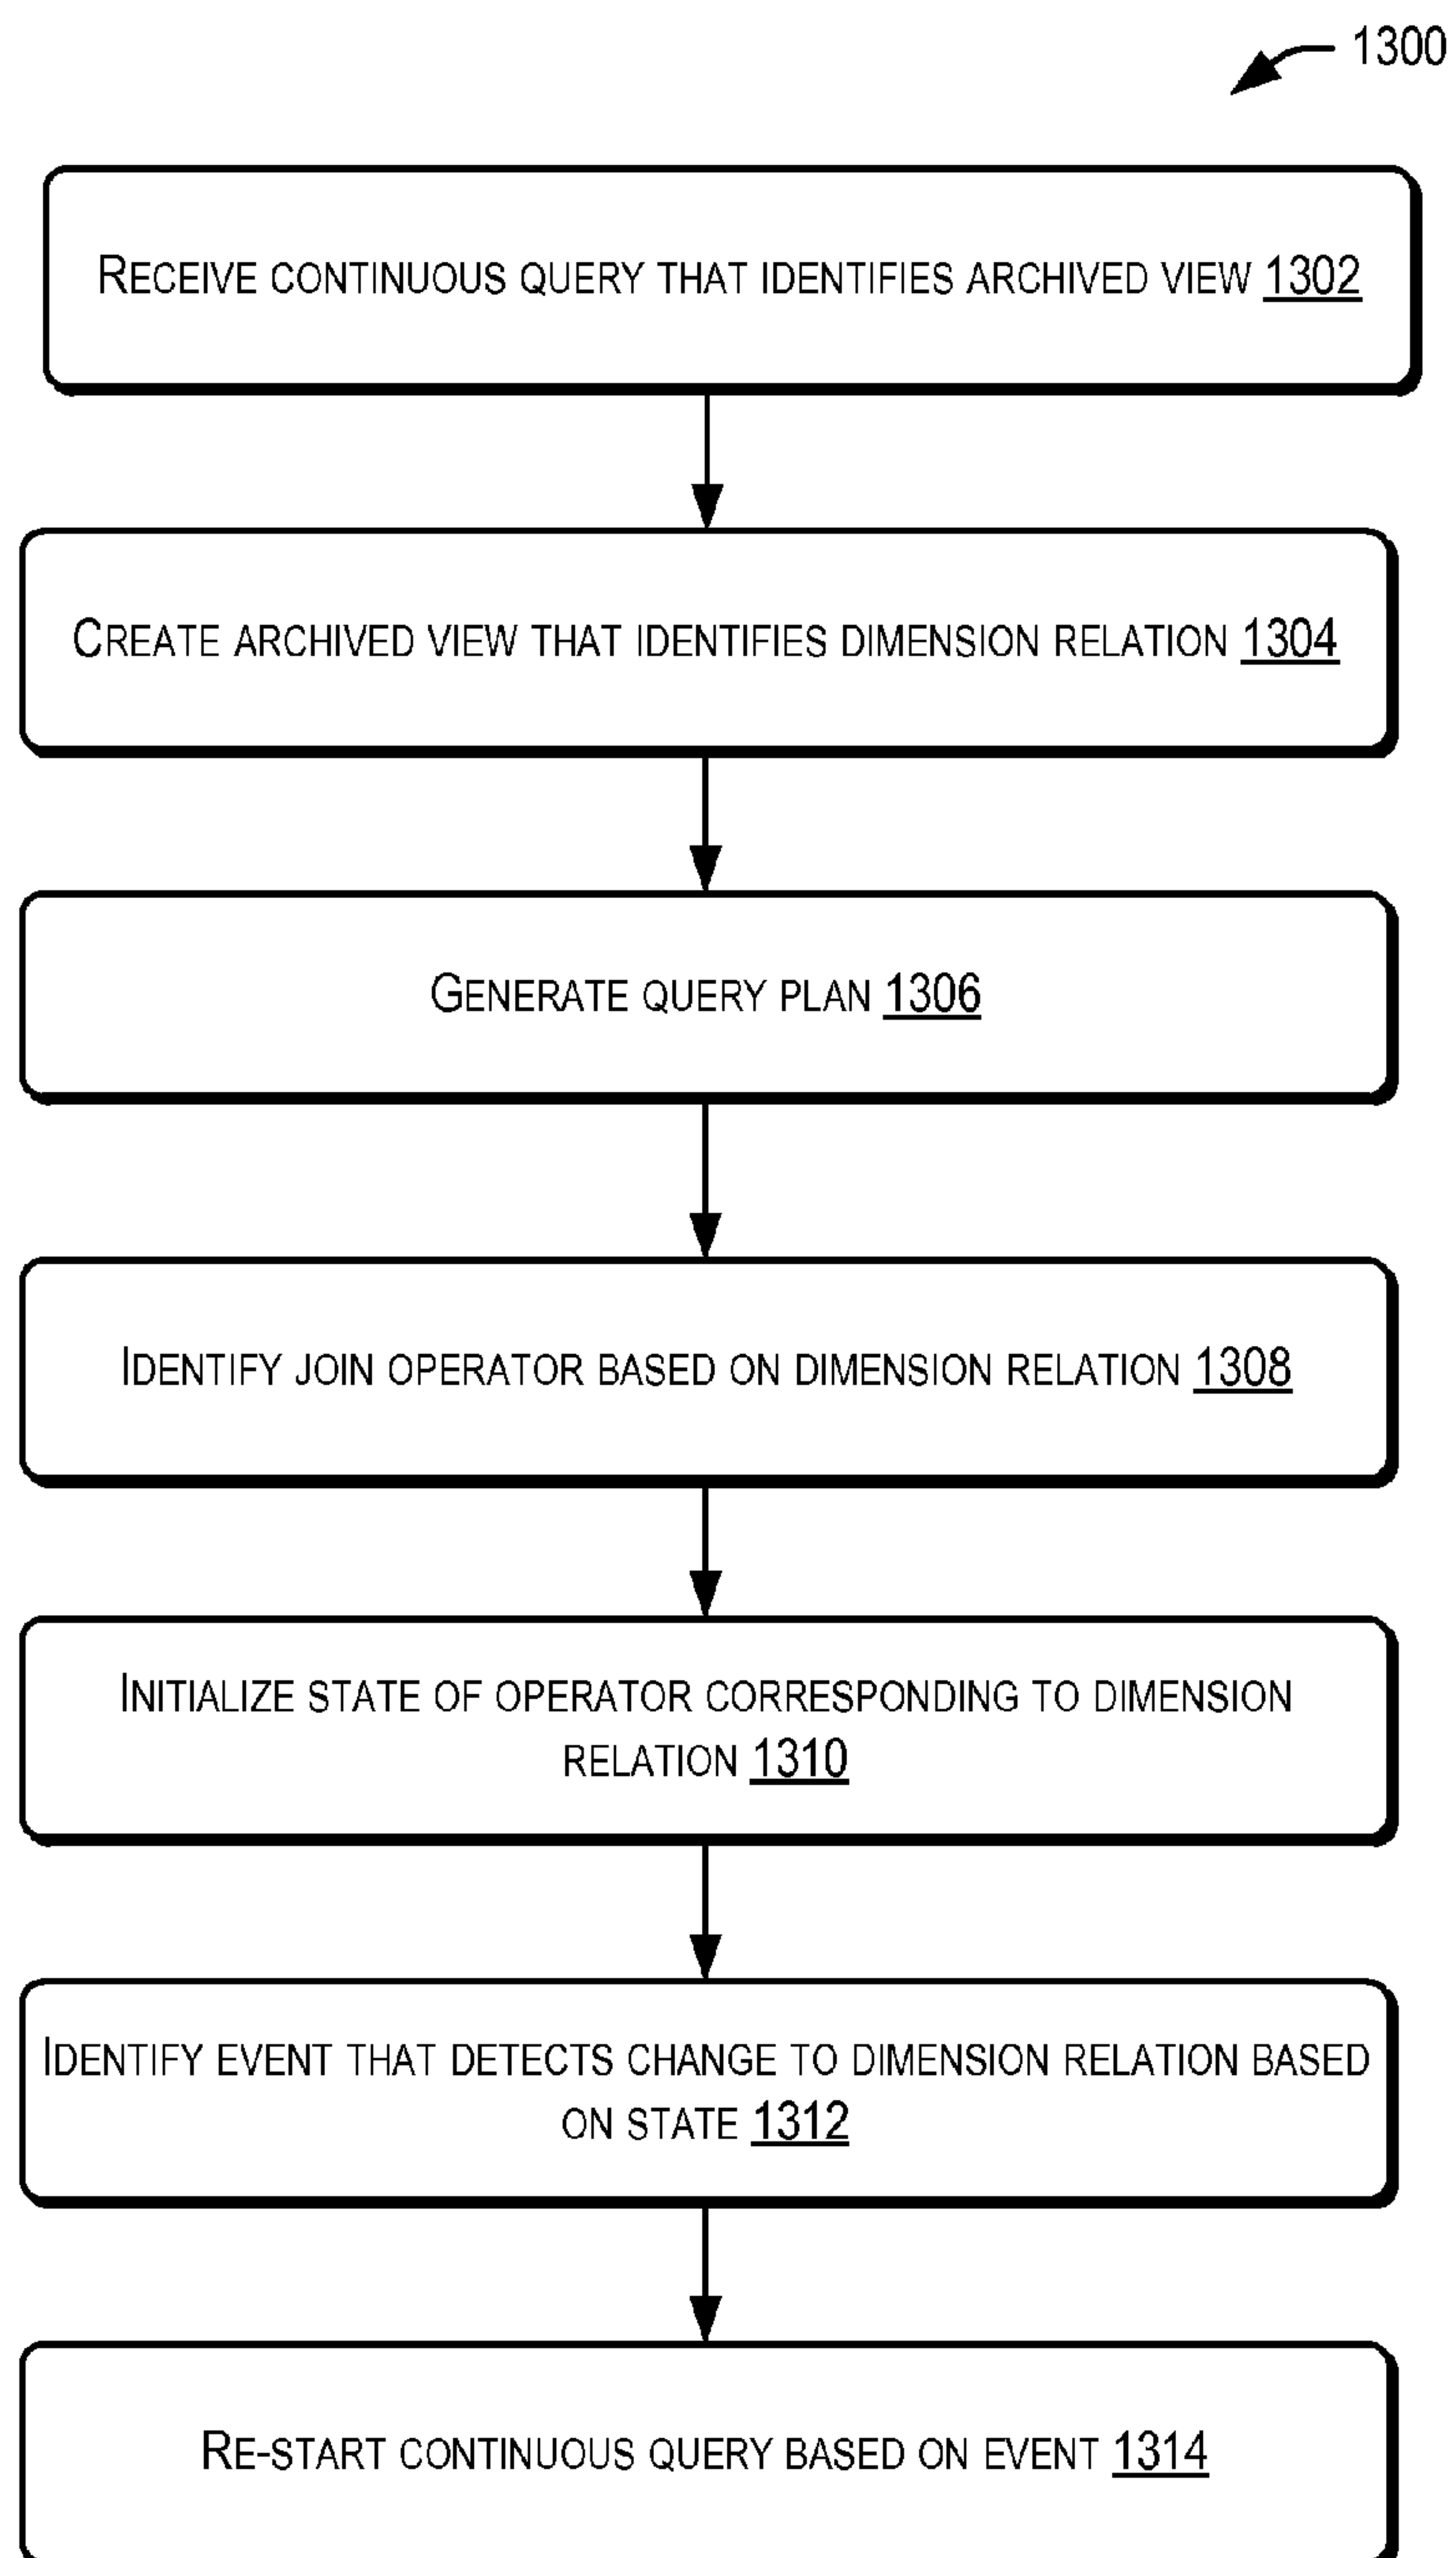 1300
RECEIVE CONTINUOUS QUERY THAT IDENTIFIES ARCHIVED VIEW 1302
CREATE ARCHIVED VIEW THAT IDENTIFIES DIMENSION RELATION 1304
GENERATE QUERY PLAN 1306
IDENTIFY JOIN OPERATOR BASED ON DIMENSION RELATION 1308
INITIALIZE STATE OF OPERATOR CORRESPONDING TO DIMENSION
RELATION 1310
IDENTIFY EVENT THAT DETECTS CHANGE TO DIMENSION RELATION BASED
ON STATE 1312
RE-START CONTINUOUS QUERY BASED ON EVENT 1314